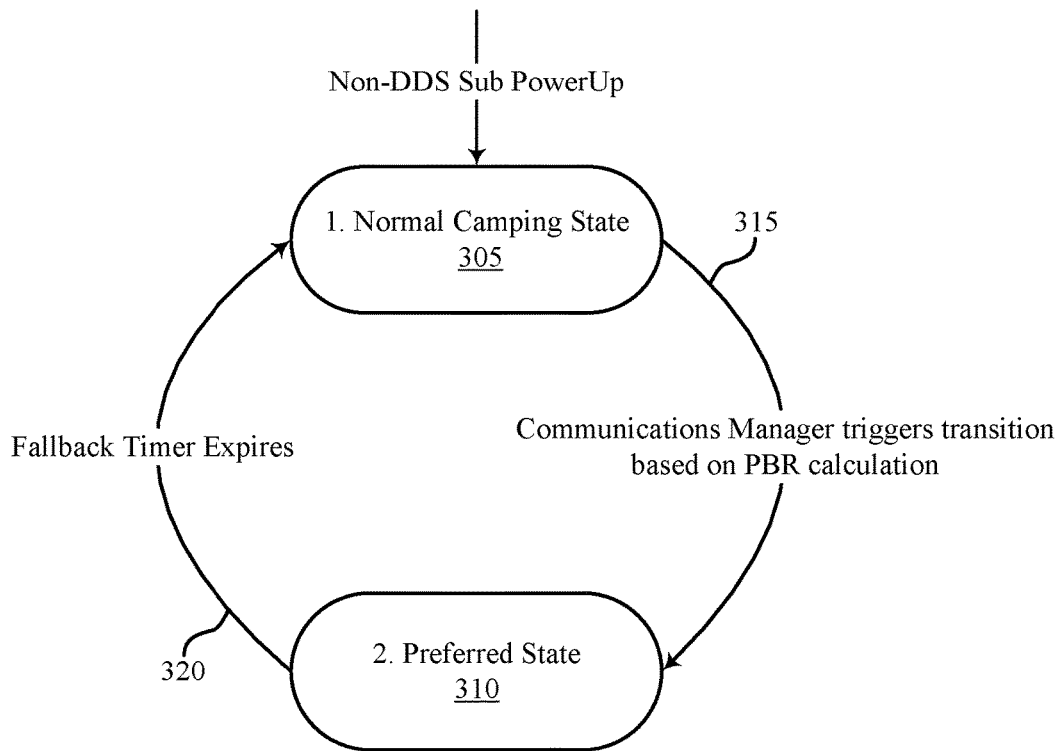 Non-DDS Sub PowerUp
1. Normal Camping State
305
315
Fallback Timer Expires
Communications Manager triggers transition
based on PBR calculation
320
2. Preferred State
310